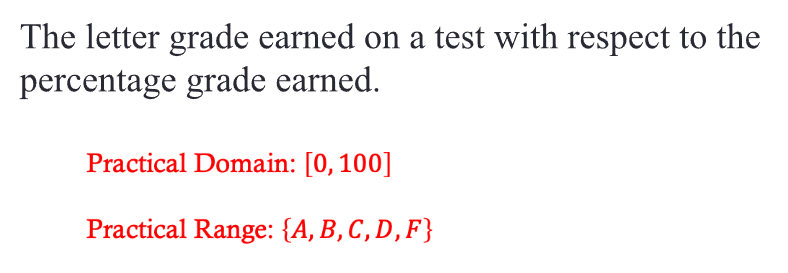 The letter grade earned on a test with respect to the
percentage grade earned.
Practical Domain: [0, 100]
Practical Range: {A, B, C, D, F}